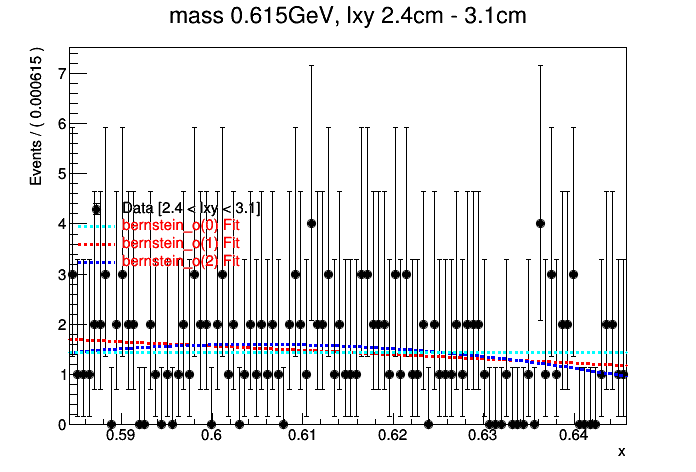 mass 0.615GeV, lxy 2.4cm - 3.1cm
Events / ( 0.000615 )
7
6
5
4
3
2
1
0
Data [2.4 < lxy < 3.1]
bernstein_o(0) Fit
bernstein_o(1) Fit
bernstein_o(2) Fit
0.59 0.6 0.61 0.62 0.63 0.64
x